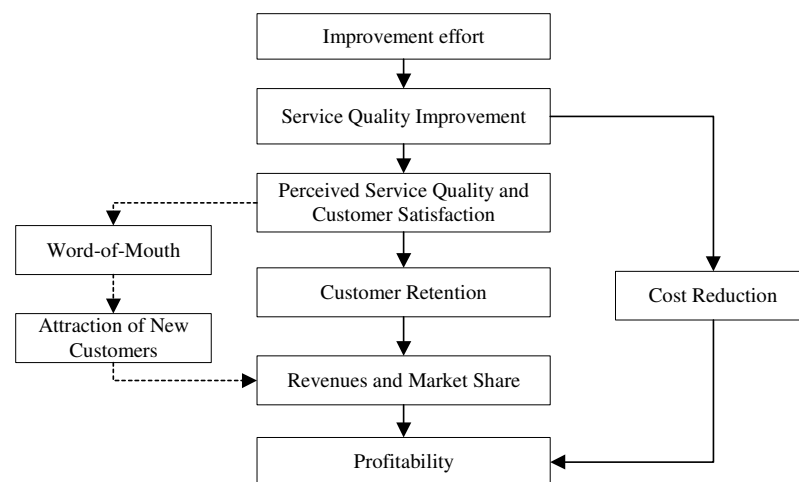 Improvement effort
Service Quality Improvement
Perceived Service Quality and
Customer Satisfaction
Word-of-Mouth
Customer Retention
Cost Reduction
Attraction of New
Customers
Revenues and Market Share
Profitability